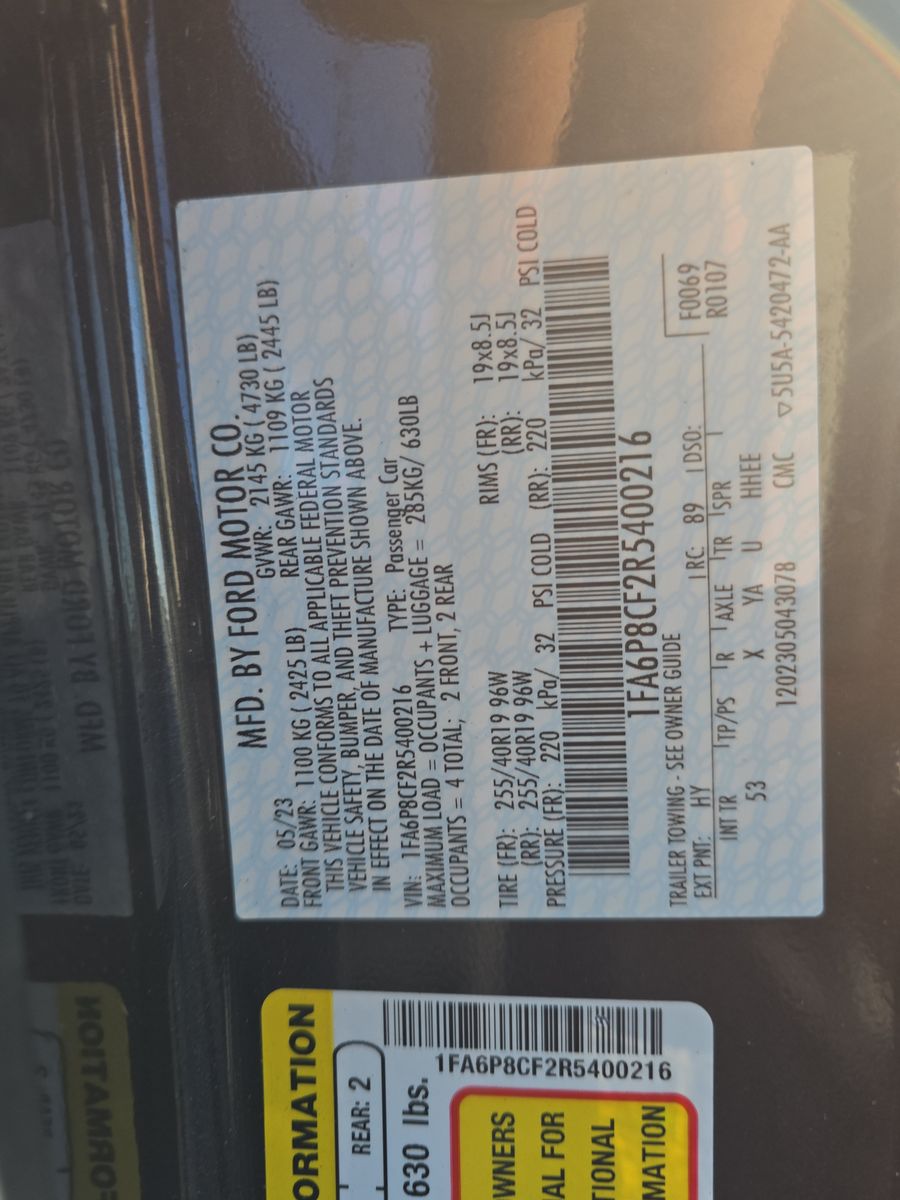 MFD. BY FORD MOTOR CO.
DATE: 05/23 GVWR: 2145 KG ( 4730 LB)
FRONT GAWR: 1100 KG ( 2425 LB) REAR GAWR: 1109 KG ( 2445 LB)
THIS VEHICLE CONFORMS TO ALL APPLICABLE FEDERAL MOTOR
VEHICLE SAFETY, BUMPER, AND THEFT PREVENTION STANDARDS
IN EFFECT ON THE DATE OF MANUFACTURE SHOWN ABOVE.
VIN: 1FA6P8CF2R5400216 TYPE: Passenger Car
MAXIMUM LOAD = OCCUPANTS + LUGGAGE = 285KG/ 630LB
OCCUPANTS = 4 TOTAL; 2 FRONT, 2 REAR
TIRE (FR): 255/40R19 96W RIMS (FR): 19x8.5J
(RR): 255/40R19 96W (RR): 19x8.5J
PRESSURE (FR): 220 kPa/ 32 PSI COLD (RR): 220 kPa/ 32 PSI COLD
1FA6P8CF2R5400216
TRAILER TOWING - SEE OWNER GUIDE
EXT PNT: HY RC: 89 DSO: F0069
INT TR TP/PS R AXLE TR SPR R0107
53 X YA U HHEE
120230504307​8 CMC ▽5U5A-5420472-AA
ORMATION
REAR: 2
630 lbs.
1FA6P8CF2R5400216
WNERS
AL FOR
TIONAL
MATION